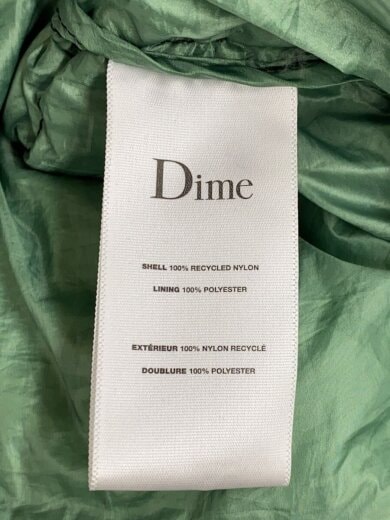 Dime
SHELL 100% RECYCLED NYLON
LINING 100% POLYESTER
EXTÉRIEUR 100% NYLON RECYCLÉ
DOUBLURE 100% POLYESTER